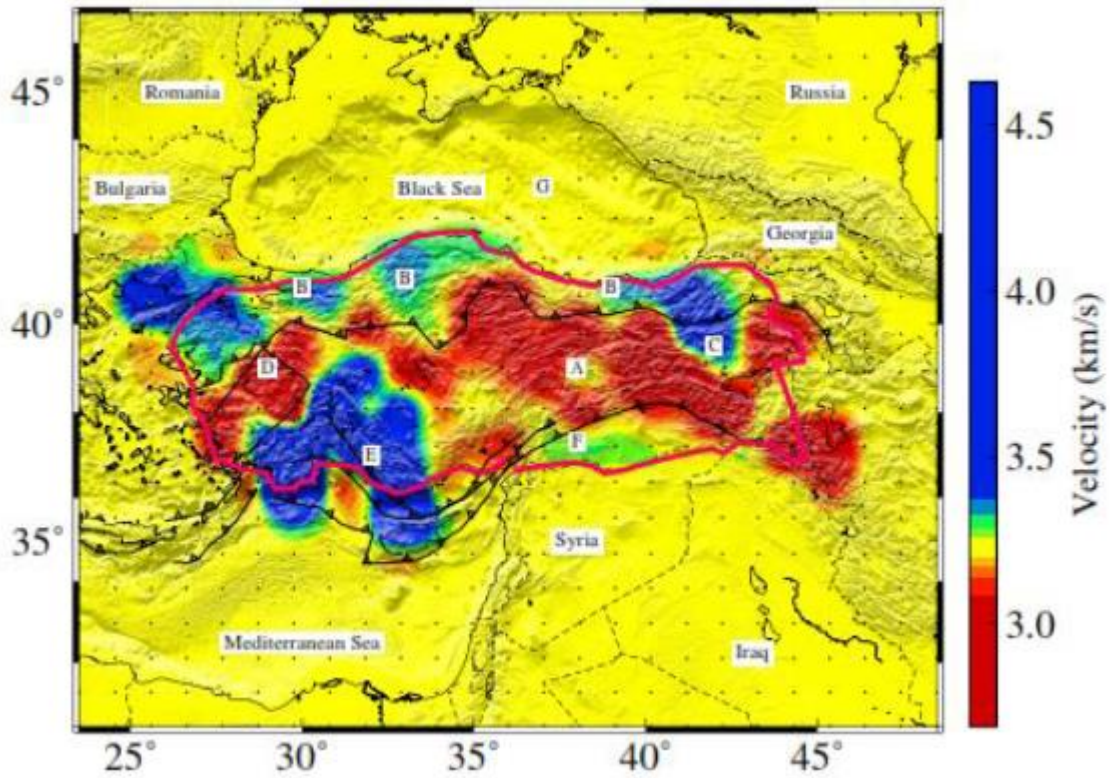 45°
Romania
Russia
4.5
Bulgaria
Black Sea
G
Georgia
B
B
B
4.0
40°
C
D
A
E
F
3.5
35°
Syria
3.0
Mediterranean Sea
Iraq
Velocity (km/s)
25°
30°
35°
40°
45°